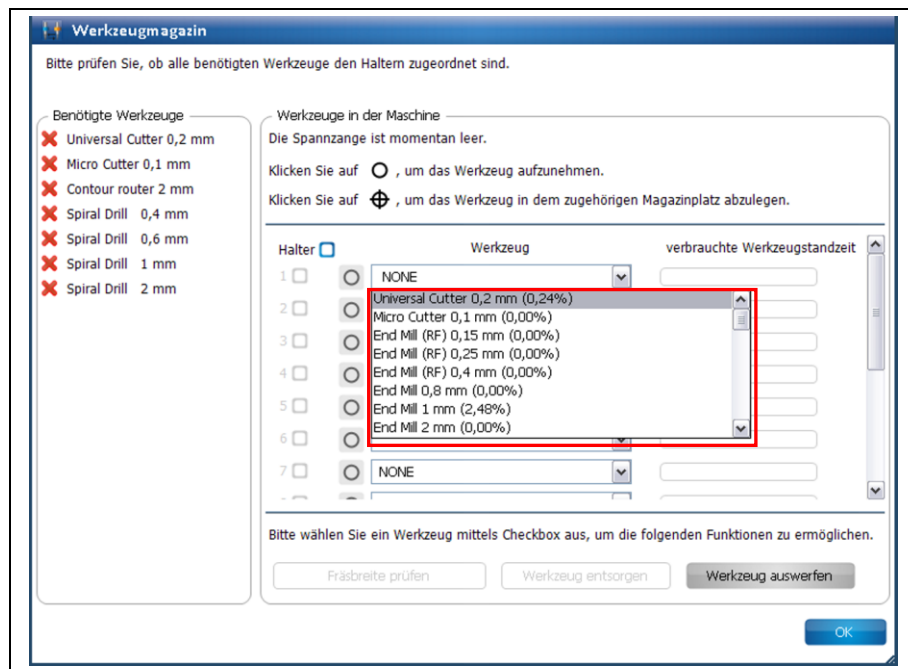 Werkzeugmagazin
Bitte prüfen Sie, ob alle benötigten Werkzeuge den Haltern zugeordnet sind.
Benötigte Werkzeuge
Universal Cutter 0,2 mm
Micro Cutter 0,1 mm
Contour router 2 mm
Spiral Drill 0,4 mm
Spiral Drill 0,6 mm
Spiral Drill 1 mm
Spiral Drill 2 mm
Werkzeuge in der Maschine
Die Spannzange ist momentan leer.
Klicken Sie auf , um das Werkzeug aufzunehmen.
Klicken Sie auf , um das Werkzeug in dem zugehörigen Magazinplatz abzulegen.
Halter Werkzeug verbrauchte Werkzeugstandzeit
1 NONE
2 Universal Cutter 0,2 mm (0,24%)
Micro Cutter 0,1 mm (0,00%)
3 End Mill (RF) 0,15 mm (0,00%)
End Mill (RF) 0,25 mm (0,00%)
4 End Mill (RF) 0,4 mm (0,00%)
End Mill 0,8 mm (0,00%)
5 End Mill 1 mm (2,48%)
End Mill 2 mm (0,00%)
6
7 NONE
Bitte wählen Sie ein Werkzeug mittels Checkbox aus, um die folgenden Funktionen zu ermöglichen.
Fräsbreite prüfen Werkzeug entsorgen Werkzeug auswerfen
OK